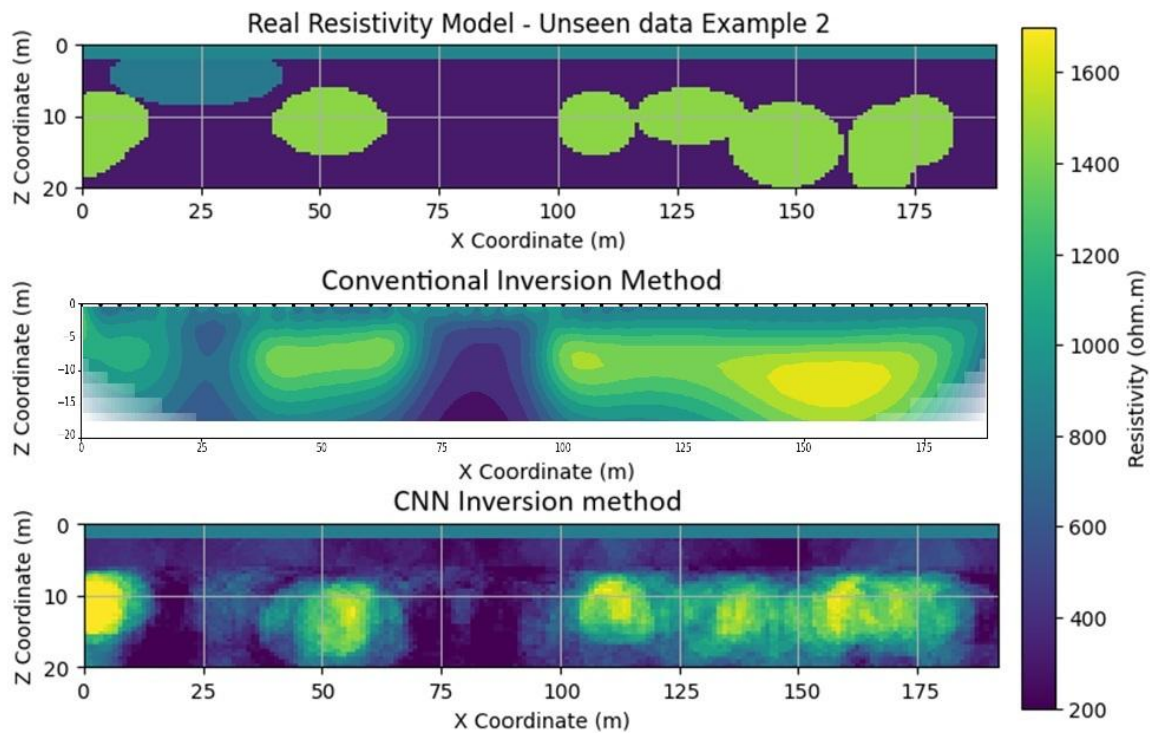 Real Resistivity Model - Unseen data Example 2
Z Coordinate (m)
0
10
20
0 25 50 75 100 125 150 175
X Coordinate (m)
Conventional Inversion Method
Z Coordinate (m)
0
-5
-10
-15
-20
0 25 50 75 100 125 150 175
X Coordinate (m)
CNN Inversion method
Z Coordinate (m)
0
10
20
0 25 50 75 100 125 150 175
X Coordinate (m)
1600
1400
1200
1000
800
600
400
200
Resistivity (ohm.m)